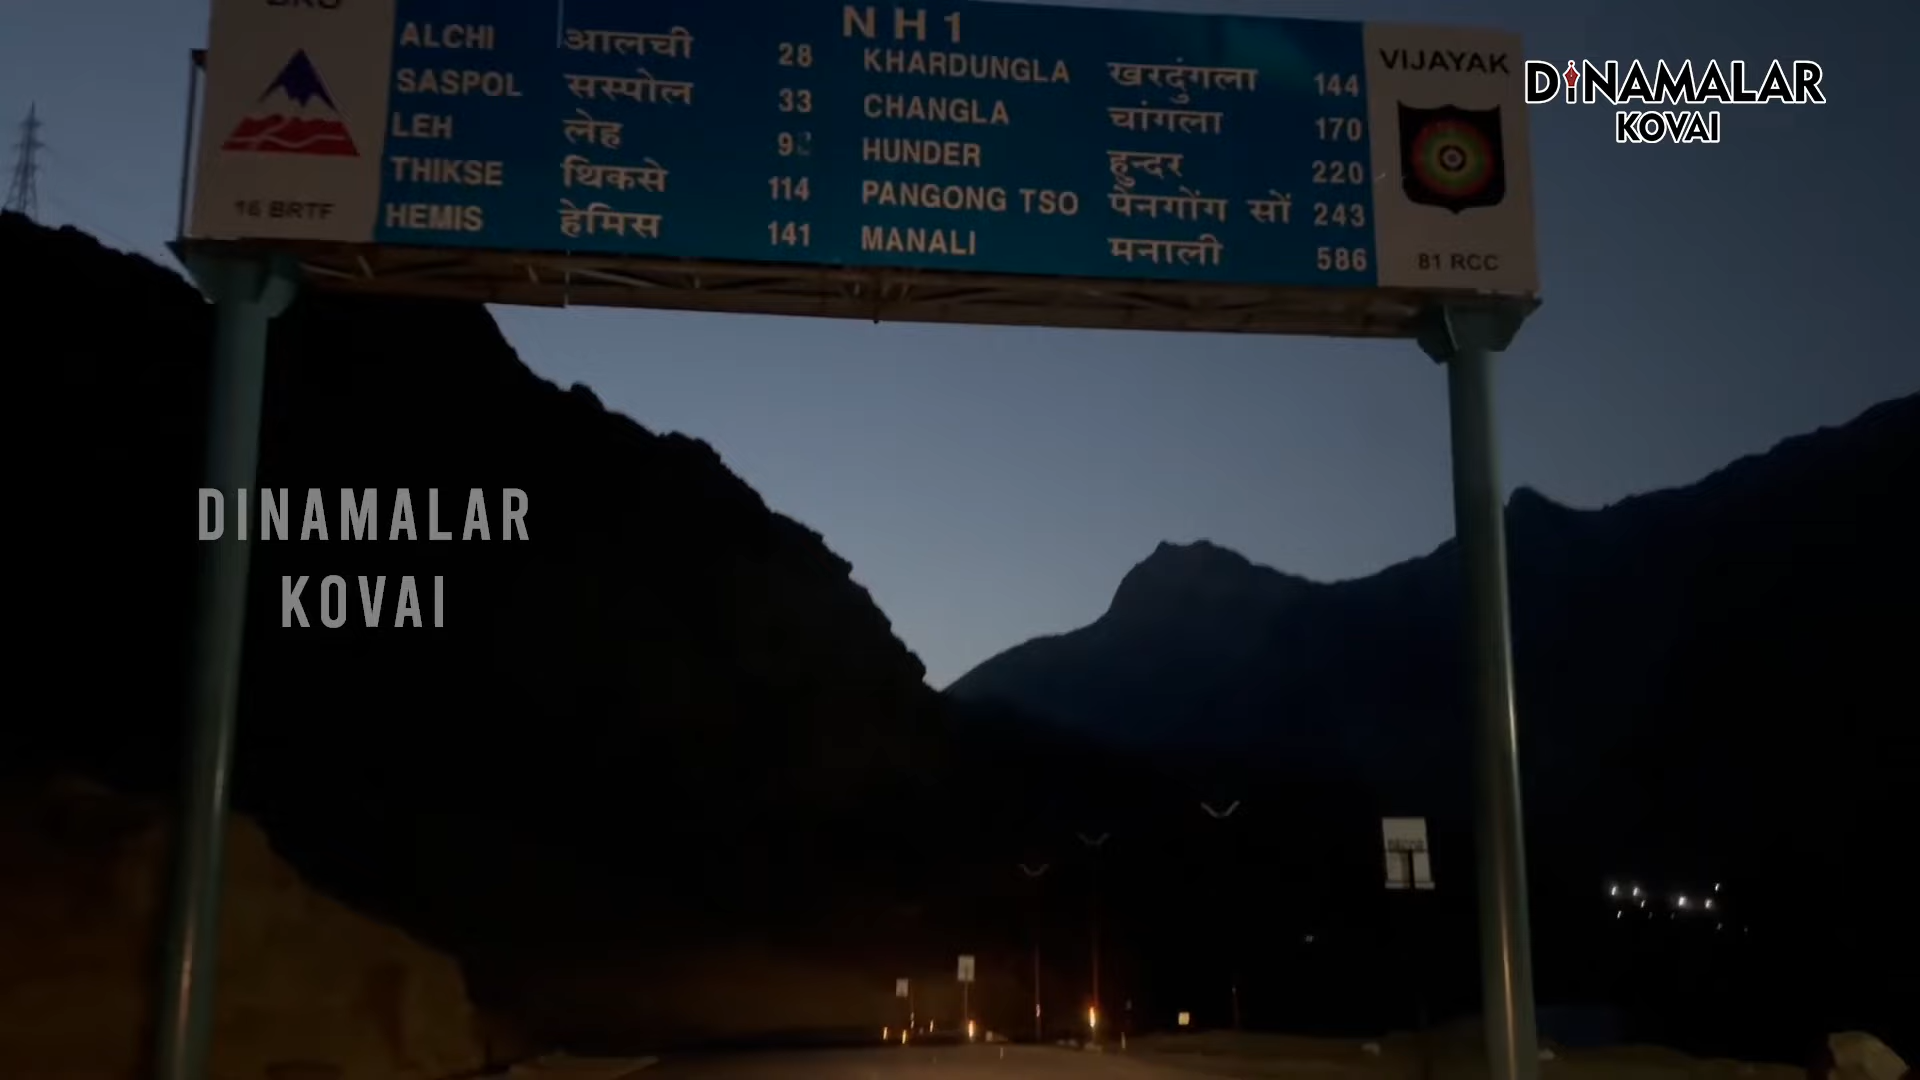 BRO
16 BRTF
NH1
ALCHI आलची 28
SASPOL सस्पोल 33
LEH लेह
THIKSE थिकसे 114
HEMIS हेमिस 141
KHARDUNGLA खरदुंगला 144
CHANGLA चांगला 170
HUNDER हुन्दर 220
PANGONG TSO पेनगोंग सों 243
MANALI मनाली 586
VIJAYAK
81 RCC
DINAMALAR
KOVAI
DINAMALAR
KOVAI